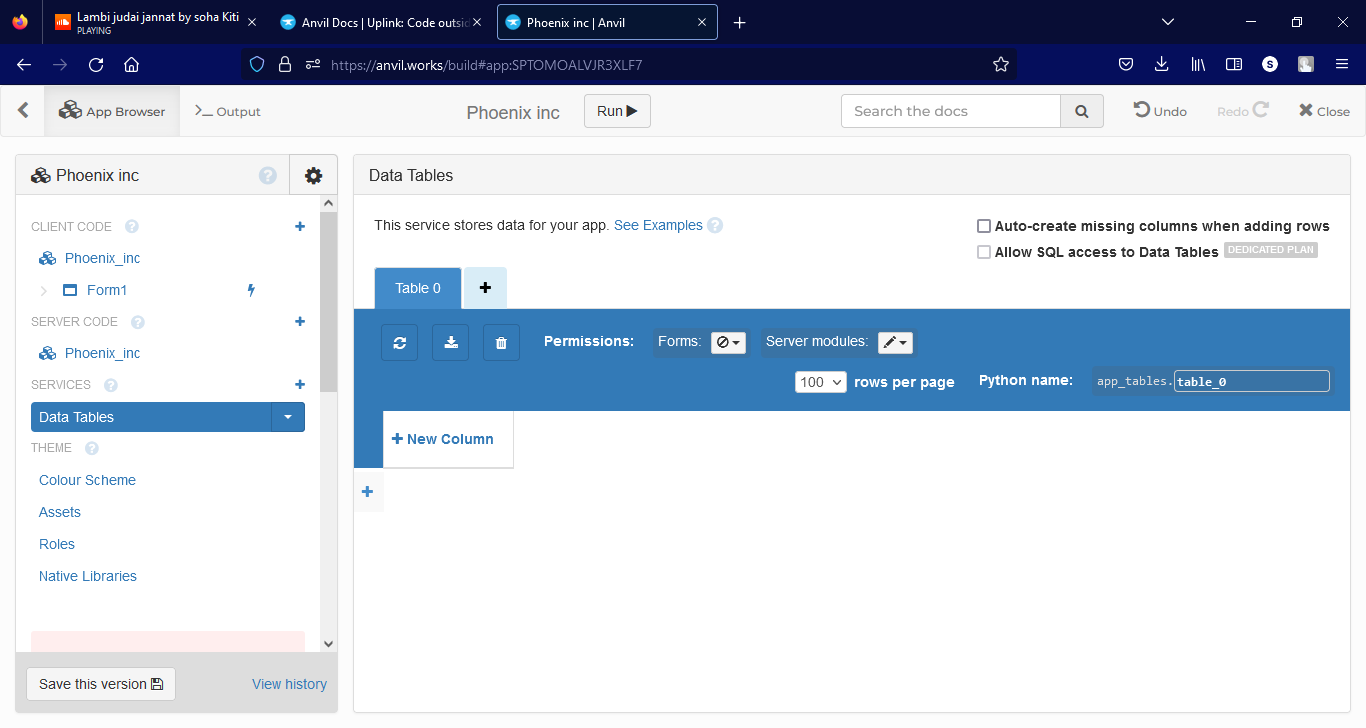 Lambi judai jannat by soha Kiti
PLAYING
Anvil Docs | Uplink: Code outsid
Phoenix inc | Anvil
https://anvil.works/build#app:SPTOMOALVJR3XLF7
S
App Browser
Output
Phoenix inc
Run
Search the docs
Undo
Redo
Close
Phoenix inc
?
CLIENT CODE ?
Phoenix_inc
Form1
SERVER CODE ?
Phoenix_inc
SERVICES ?
Data Tables
THEME ?
Colour Scheme
Assets
Roles
Native Libraries
Save this version
View history
Data Tables
This service stores data for your app. See Examples ?
Auto-create missing columns when adding rows
Allow SQL access to Data Tables DEDICATED PLAN
Table 0
Permissions: Forms: Server modules:
100 rows per page Python name: app_tables.table_0
New Column